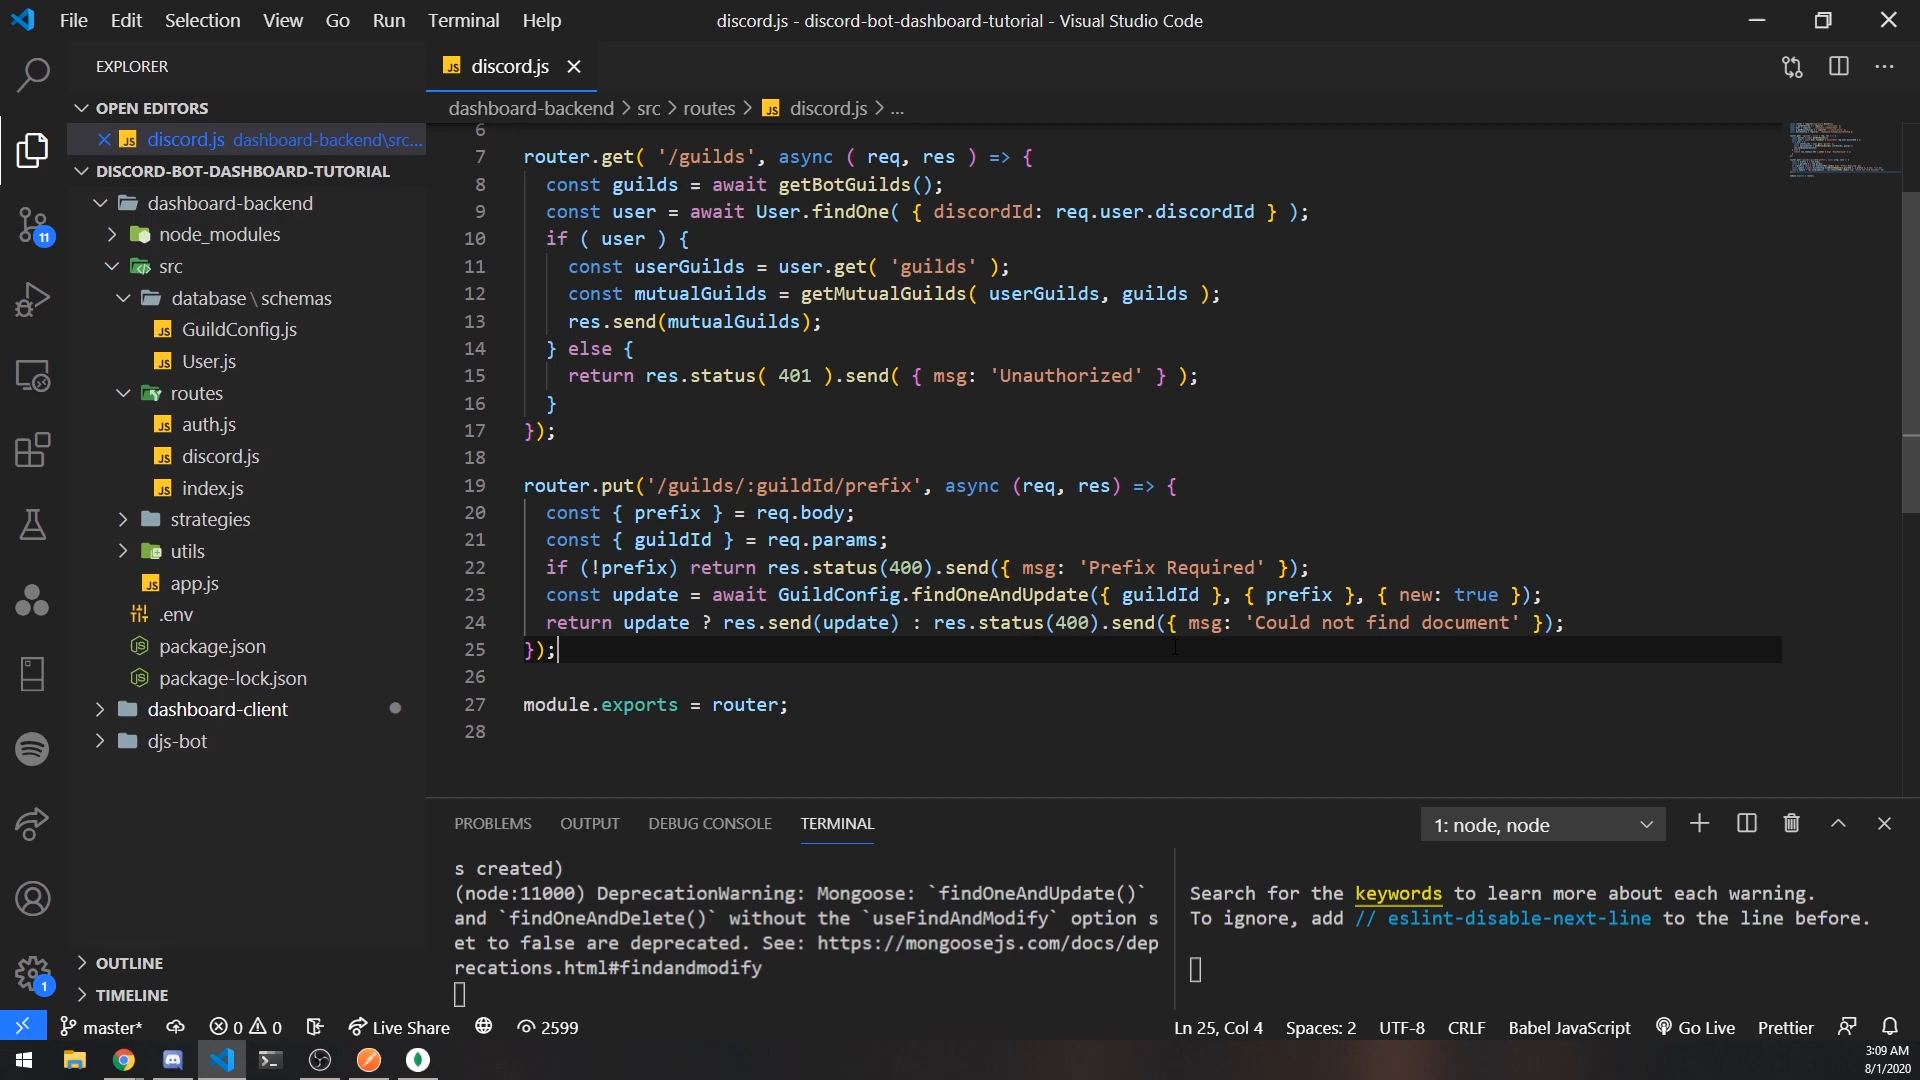 File Edit Selection View Go Run Terminal Help
discord.js - discord-bot-dashboard-tutorial - Visual Studio Code
EXPLORER
OPEN EDITORS
JS discord.js dashboard-backend\src...
DISCORD-BOT-DASHBOARD-TUTORIAL
dashboard-backend
node_modules
src
database \ schemas
JS GuildConfig.js
JS User.js
routes
JS auth.js
JS discord.js
JS index.js
strategies
utils
JS app.js
.env
package.json
package-lock.json
dashboard-client
djs-bot
OUTLINE
TIMELINE
11
1
JS discord.js
dashboard-backend > src > routes > JS discord.js > ...
6
7 router.get( '/guilds', async ( req, res ) => {
8 const guilds = await getBotGuilds();
9 const user = await User.findOne( { discordId: req.user.discordId } );
10 if ( user ) {
11 const userGuilds = user.get( 'guilds' );
12 const mutualGuilds = getMutualGuilds( userGuilds, guilds );
13 res.send(mutualGuilds);
14 } else {
15 return res.status( 401 ).send( { msg: 'Unauthorized' } );
16 }
17 });
18
19 router.put('/guilds/:guildId/prefix', async (req, res) => {
20 const { prefix } = req.body;
21 const { guildId } = req.params;
22 if (!prefix) return res.status(400).send({ msg: 'Prefix Required' });
23 const update = await GuildConfig.findOneAndUpdate({ guildId }, { prefix }, { new: true });
24 return update ? res.send(update) : res.status(400).send({ msg: 'Could not find document' });
25 });
26
27 module.exports = router;
28
PROBLEMS OUTPUT DEBUG CONSOLE TERMINAL
1: node, node
s created)
(node:11000) DeprecationWarning: Mongoose: `findOneAndUpdate()`
and `findOneAndDelete()` without the `useFindAndModify` option s
et to false are deprecated. See: https://mongoosejs.com/docs/dep
recations.html#findandmodify
Search for the keywords to learn more about each warning.
To ignore, add // eslint-disable-next-line to the line before.
master* 0 0 Live Share 2599
Ln 25, Col 4 Spaces: 2 UTF-8 CRLF Babel JavaScript Go Live Prettier
3:09 AM
8/1/2020